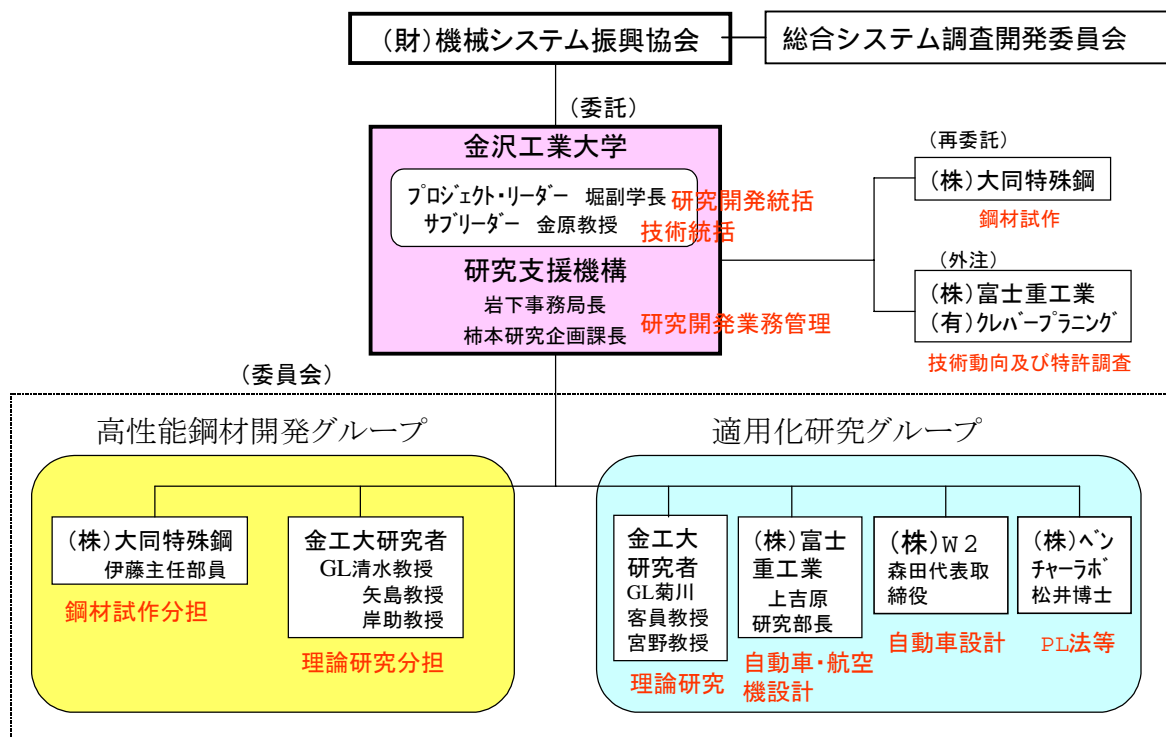 (財)機械システム振興協会
総合システム調査開発委員会
(委託)
金沢工業大学
プロジェクト・リーダー 堀副学長
研究開発統括
サブリーダー 金原教授
技術統括
研究支援機構
岩下事務局長
柿本研究企画課長
研究開発業務管理
(再委託)
(株)大同特殊鋼
鋼材試作
(外注)
(株)富士重工業
(有)クレバープラニング
技術動向及び特許調査
(委員会)
高性能鋼材開発グループ
(株)大同特殊鋼
伊藤主任部員
鋼材試作分担
金工大研究者
GL清水教授
矢島教授
岸助教授
理論研究分担
適用化研究グループ
金工大
研究者
GL菊川
客員教授
宮野教授
理論研究
(株)富士
重工業
上吉原
研究部長
自動車・航空
機設計
(株)W2
森田代表取
締役
自動車設計
(株)ベン
チャーラボ
松井博士
PL法等